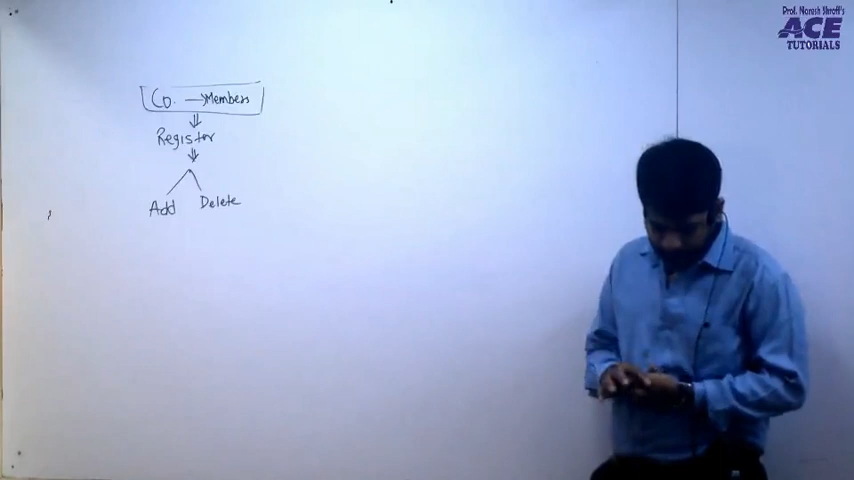 Prof. Naresh Shroff's
ACE
TUTORIALS
Co. → Members
Register
Add Delete